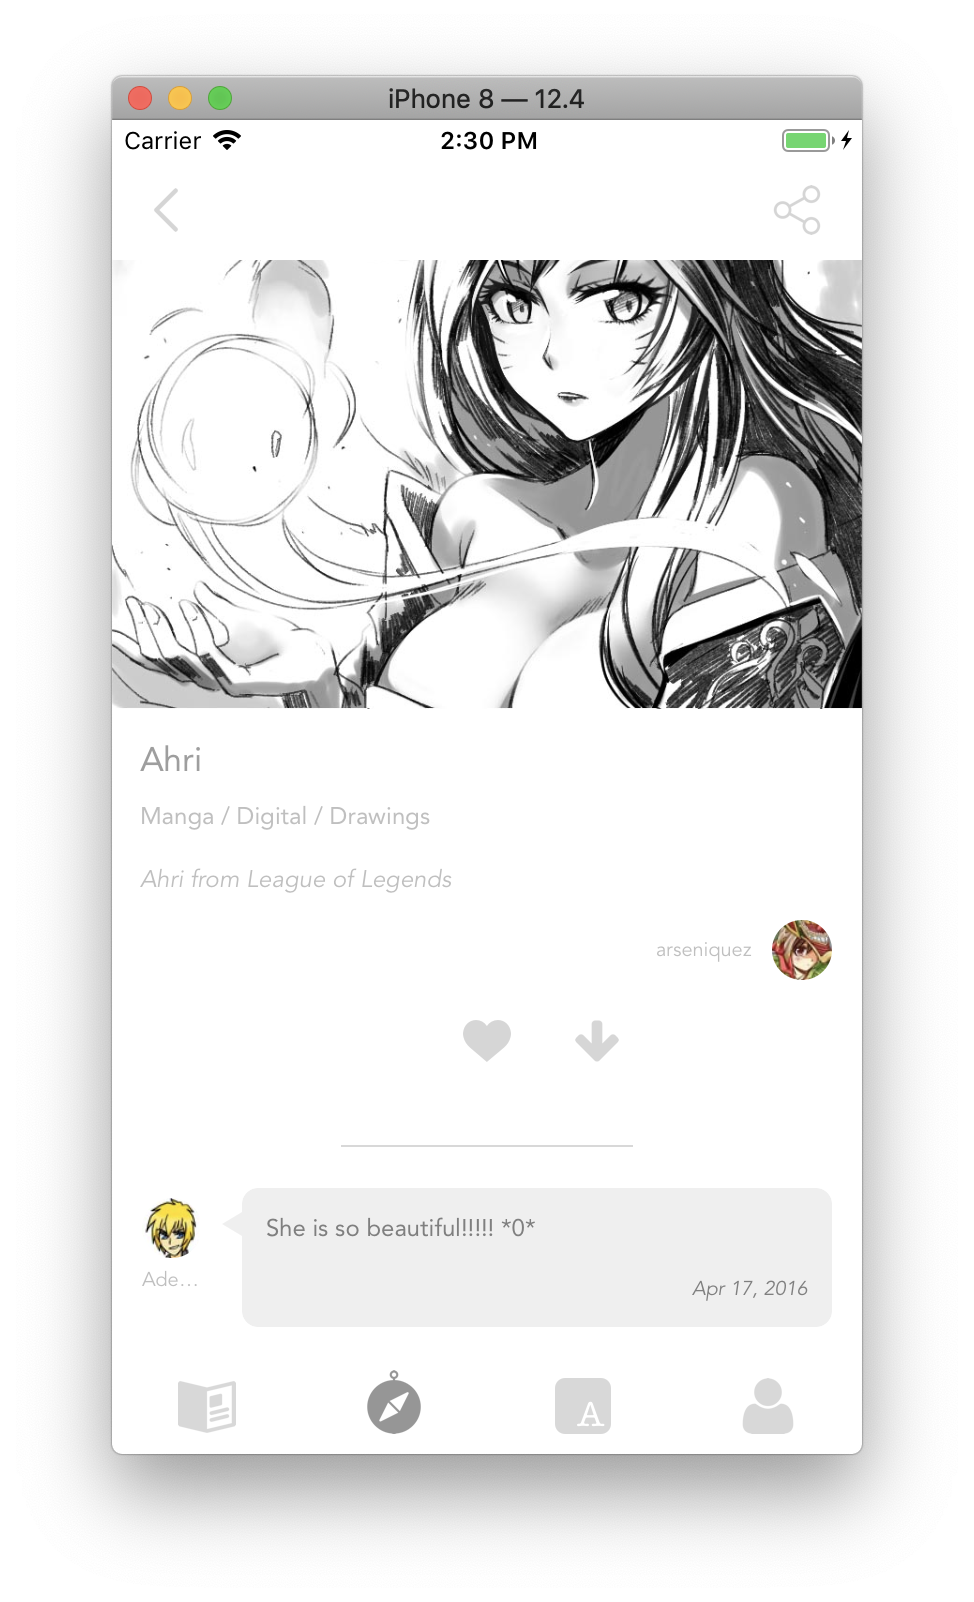 iPhone 8 — 12.4
Carrier 2:30 PM
Ahri
Manga / Digital / Drawings
Ahri from League of Legends
arseniquez
She is so beautiful!!!!! *0*
Ade...
Apr 17, 2016
A